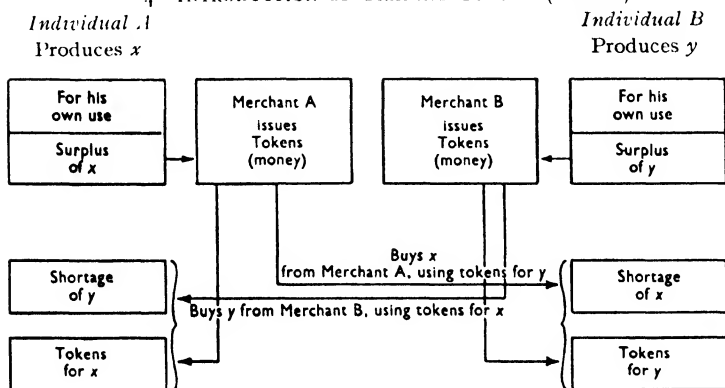 Individual A
Produces x
Individual B
Produces y
For his
own use
Surplus
of x
Merchant A
issues
Tokens
(money)
Merchant B
issues
Tokens
(money)
For his
own use
Surplus
of y
Buys x
from Merchant A, using tokens for y
Buys y from Merchant B, using tokens for x
Shortage
of y
Shortage
of x
Tokens
for x
Tokens
for y